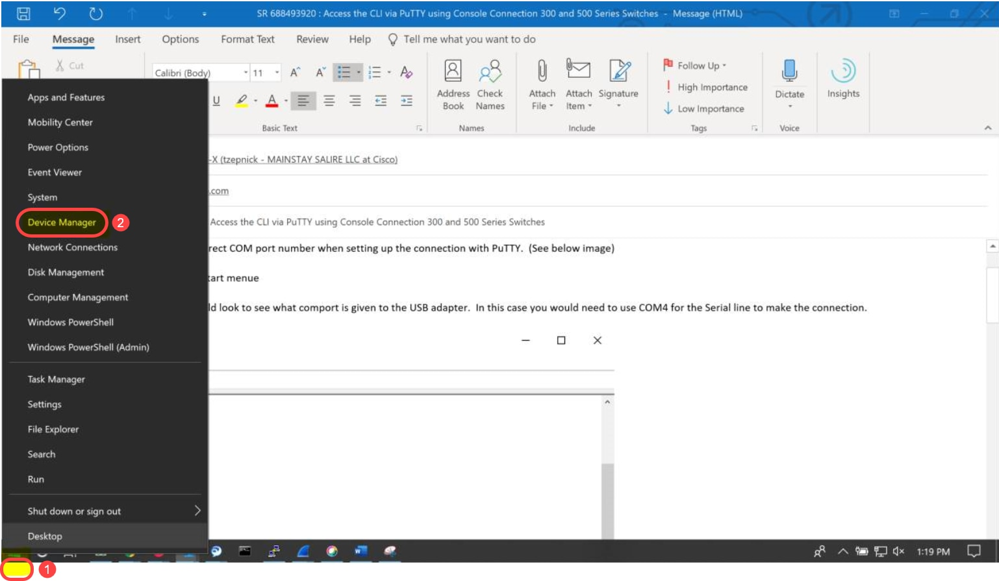 SR 688493920 : Access the CLI via PuTTY using Console Connection 300 and 500 Series Switches - Message (HTML)
File Message Insert Options Format Text Review Help Tell me what you want to do
Cut
Calibri (Body) 11
Address Book
Check Names
Attach File
Attach Item
Signature
Follow Up
High Importance
Low Importance
Dictate
Insights
Basic Text
Names
Include
Tags
Voice
Apps and Features
Mobility Center
Power Options
Event Viewer
System
Device Manager 2
Network Connections
Disk Management
Computer Management
Windows PowerShell
Windows PowerShell (Admin)
Task Manager
Settings
File Explorer
Search
Run
Shut down or sign out
Desktop
-X (tzepnick - MAINSTAY SALIRE LLC at Cisco)
.com
Access the CLI via PuTTY using Console Connection 300 and 500 Series Switches
rect COM port number when setting up the connection with PuTTY. (See below image)
tart menue
ld look to see what comport is given to the USB adapter. In this case you would need to use COM4 for the Serial line to make the connection.
1:19 PM
1